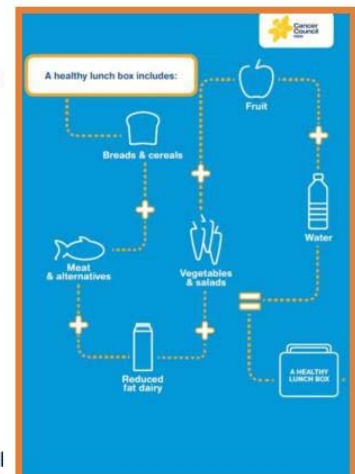 Cancer
Council
NSW
A healthy lunch box includes:
Fruit
Breads & cereals
Water
Meat
& alternatives
Vegetables
& salads
Reduced
fat dairy
A HEALTHY
LUNCH BOX